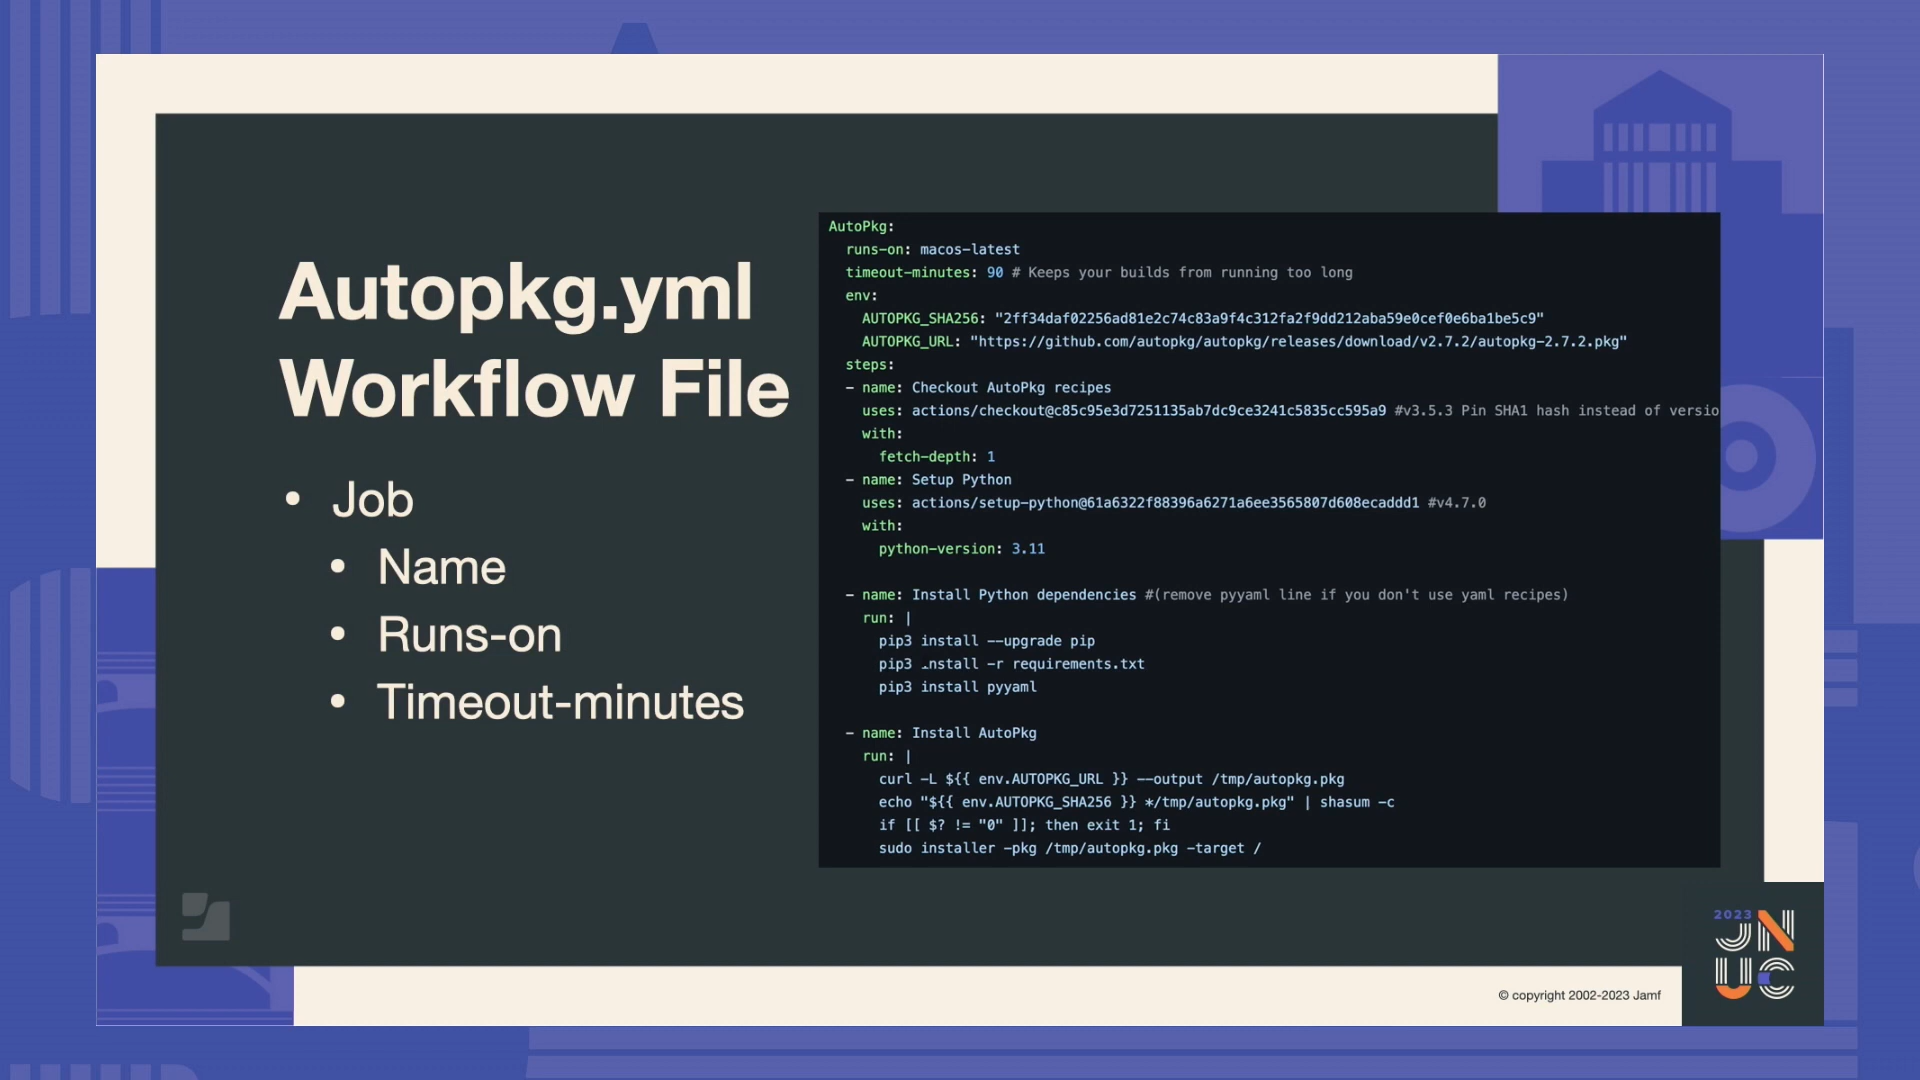 Autopkg.yml
Workflow File
• Job
• Name
• Runs-on
• Timeout-minutes
AutoPkg:
  runs-on: macos-latest
  timeout-minutes: 90 # Keeps your builds from running too long
  env:
    AUTOPKG_SHA256: "2ff34daf02256ad81e2c74c83a9f4c312fa2f9dd212aba59e0cef0e6ba1be5c9"
    AUTOPKG_URL: "https://github.com/autopkg/autopkg/releases/download/v2.7.2/autopkg-2.7.2.pkg"
  steps:
  - name: Checkout AutoPkg recipes
    uses: actions/checkout@c85c95e3d7251135ab7dc9ce3241c5835cc595a9 #v3.5.3 Pin SHA1 hash instead of versio
    with:
      fetch-depth: 1
  - name: Setup Python
    uses: actions/setup-python@61a6322f88396a6271a6ee3565807d608ecaddd1 #v4.7.0
    with:
      python-version: 3.11
  - name: Install Python dependencies #(remove pyyaml line if you don't use yaml recipes)
    run: |
      pip3 install --upgrade pip
      pip3 install -r requirements.txt
      pip3 install pyyaml
  - name: Install AutoPkg
    run: |
      curl -L ${{ env.AUTOPKG_URL }} --output /tmp/autopkg.pkg
      echo "${{ env.AUTOPKG_SHA256 }} */tmp/autopkg.pkg" | shasum -c
      if [[ $? != "0" ]]; then exit 1; fi
      sudo installer -pkg /tmp/autopkg.pkg -target /
2023
JN
UC
© copyright 2002-2023 Jamf